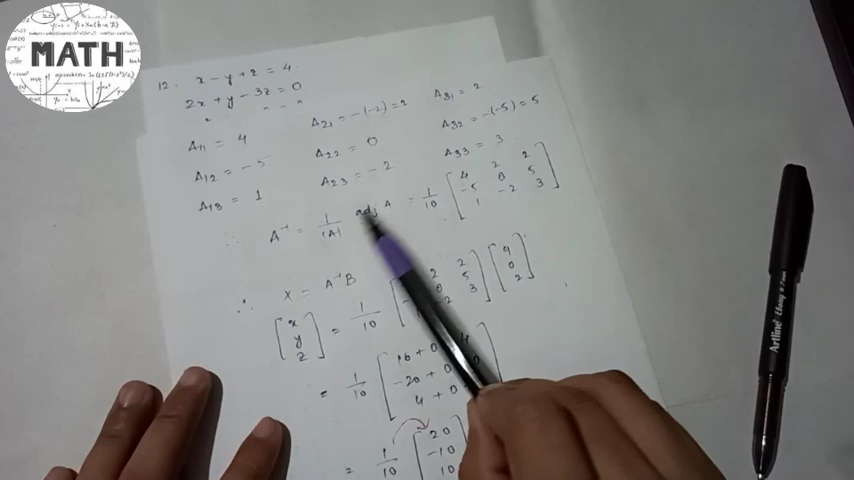 MATH
12. x - y + z = 4
2x + y - 3z = 0
A₁₁ = 4 A₂₁ = -(-2) = 2 A₃₁ = 2
A₁₂ = -5 A₂₂ = 0 A₃₂ = -(-5) = 5
A₁₃ = 1 A₂₃ = -2 A₃₃ = 3
∴ A⁻¹ = 1/|A| adj A = 1/10 [4 2 2
-5 0 5
1 -2 3]
∴ X = A⁻¹B
[x
y
z] = 1/10 [2 2
0 5
-2 3] [4
0
2]
= 1/10 [16 + 0 4
-20 + 0 0
4 + 0]
= 1/10 [20
-10
10
Artline